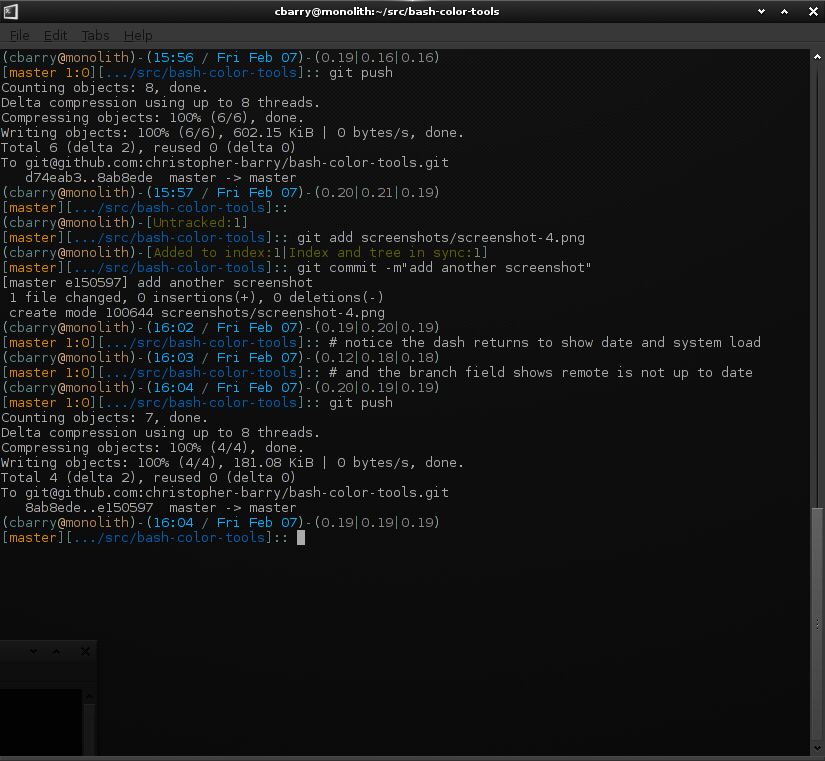 cbarry@monolith:~/src/bash-color-tools
File Edit Tabs Help
(cbarry@monolith)-(15:56 / Fri Feb 07)-(0.19|0.16|0.16)
[master 1:0][.../src/bash-color-tools]:: git push
Counting objects: 8, done.
Delta compression using up to 8 threads.
Compressing objects: 100% (6/6), done.
Writing objects: 100% (6/6), 602.15 KiB | 0 bytes/s, done.
Total 6 (delta 2), reused 0 (delta 0)
To git@github.com:christopher-barry/bash-color-tools.git
   d74eab3..8ab8ede  master -> master
(cbarry@monolith)-(15:57 / Fri Feb 07)-(0.20|0.21|0.19)
[master][.../src/bash-color-tools]::
(cbarry@monolith)-[Untracked:1]
[master][.../src/bash-color-tools]:: git add screenshots/screenshot-4.png
(cbarry@monolith)-[Added to index:1|Index and tree in sync:1]
[master][.../src/bash-color-tools]:: git commit -m"add another screenshot"
[master e150597] add another screenshot
 1 file changed, 0 insertions(+), 0 deletions(-)
 create mode 100644 screenshots/screenshot-4.png
(cbarry@monolith)-(16:02 / Fri Feb 07)-(0.19|0.20|0.19)
[master 1:0][.../src/bash-color-tools]:: # notice the dash returns to show date and system load
(cbarry@monolith)-(16:03 / Fri Feb 07)-(0.12|0.18|0.18)
[master 1:0][.../src/bash-color-tools]:: # and the branch field shows remote is not up to date
(cbarry@monolith)-(16:04 / Fri Feb 07)-(0.20|0.19|0.19)
[master 1:0][.../src/bash-color-tools]:: git push
Counting objects: 7, done.
Delta compression using up to 8 threads.
Compressing objects: 100% (4/4), done.
Writing objects: 100% (4/4), 181.08 KiB | 0 bytes/s, done.
Total 4 (delta 2), reused 0 (delta 0)
To git@github.com:christopher-barry/bash-color-tools.git
   8ab8ede..e150597  master -> master
(cbarry@monolith)-(16:04 / Fri Feb 07)-(0.19|0.19|0.19)
[master][.../src/bash-color-tools]::